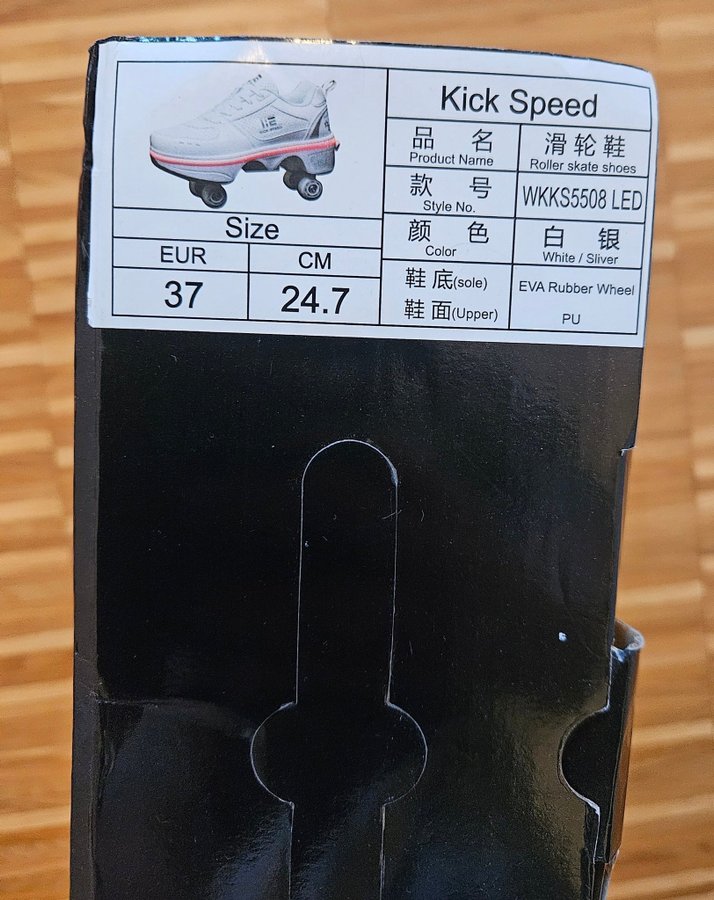 Kick Speed
品 名 滑轮鞋
Product Name Roller skate shoes
款 号 WKKS5508 LED
Style No.
颜 色 白 银
Color White / Sliver
鞋 底(sole) EVA Rubber Wheel
鞋 面(Upper) PU
KICK SPEED
Size
EUR CM
37 24.7